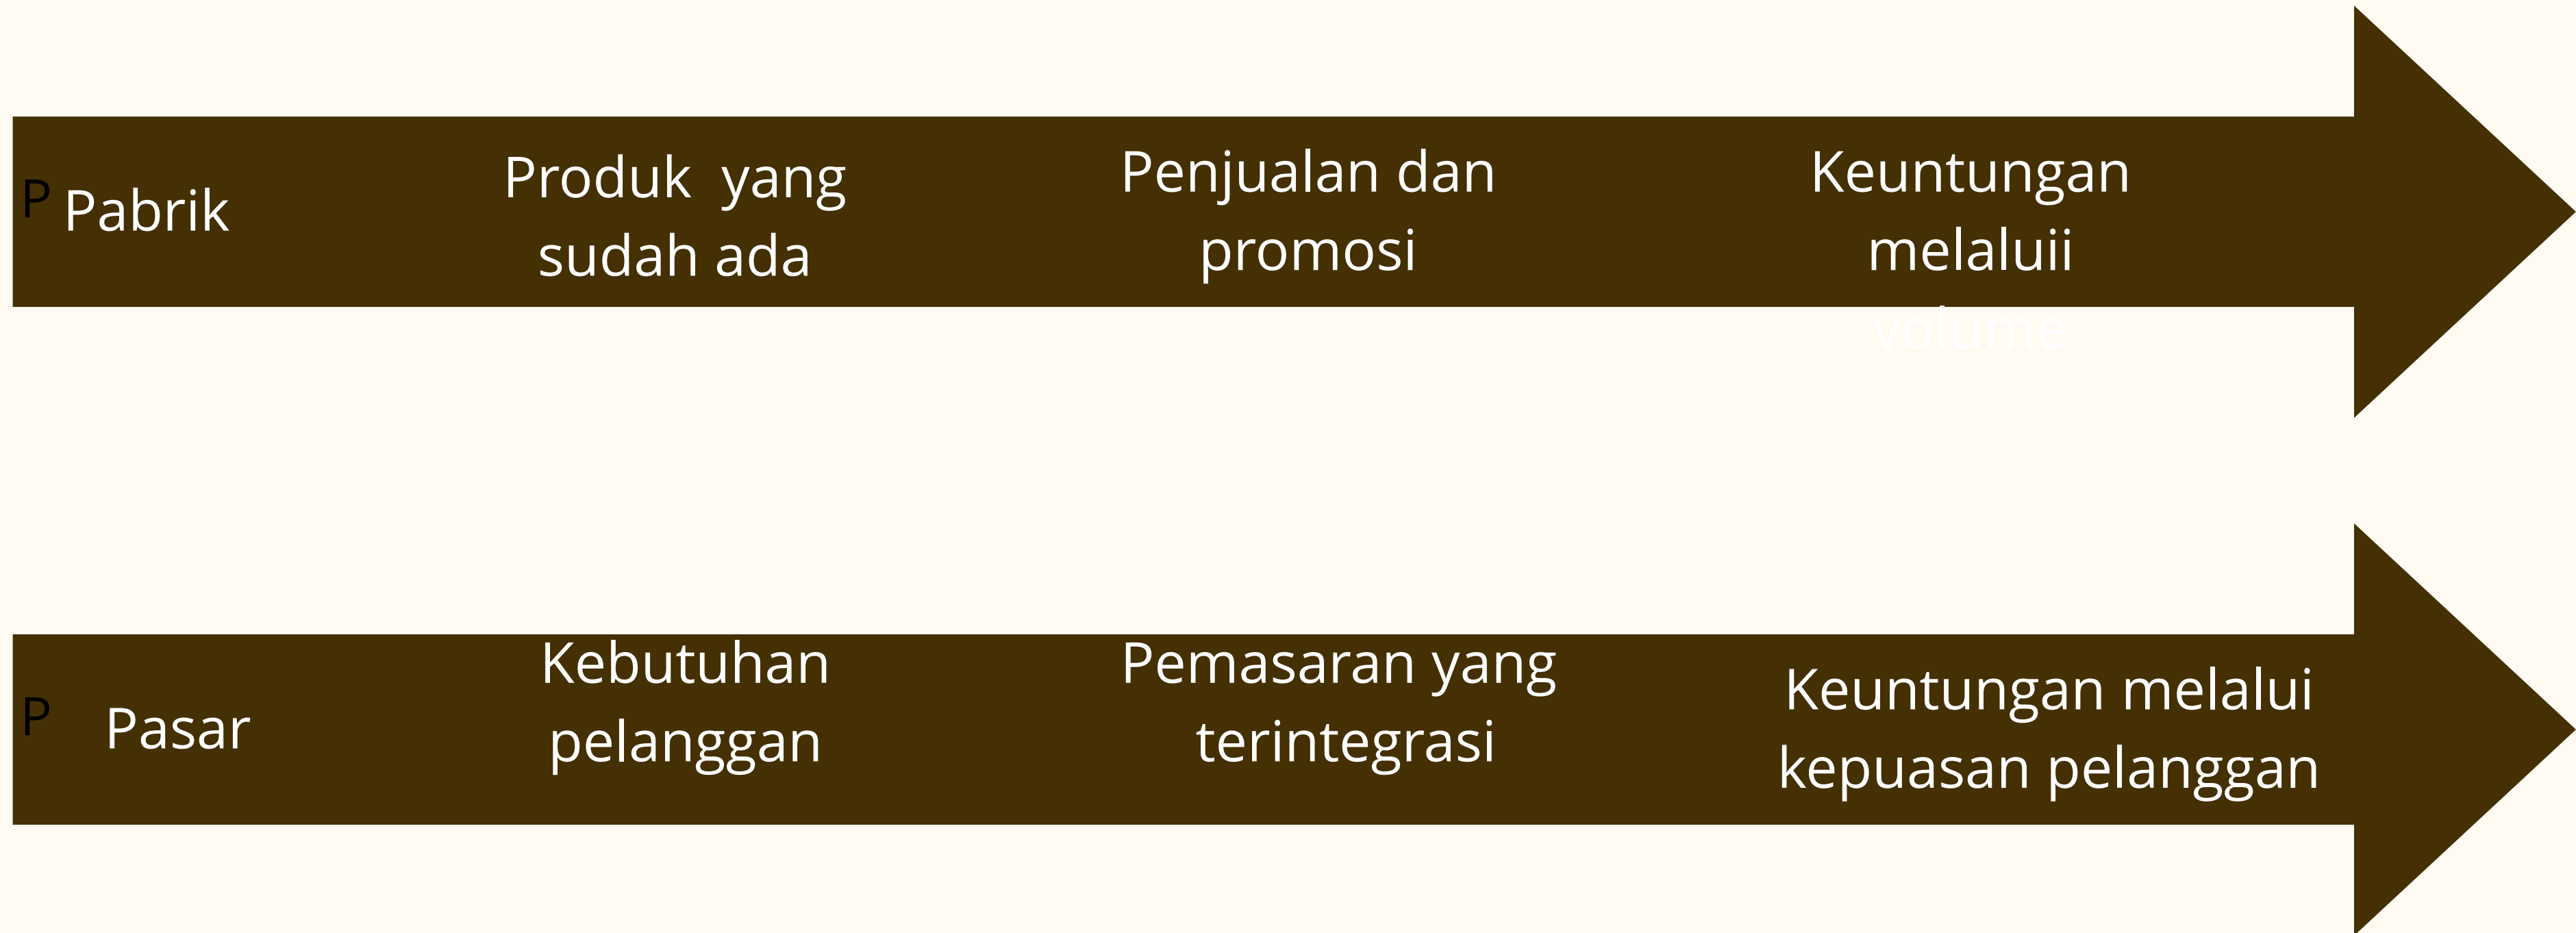 P Pabrik
Produk yang
sudah ada
Penjualan dan
promosi
Keuntungan
melaluii
volume
P Pasar
Kebutuhan
pelanggan
Pemasaran yang
terintegrasi
Keuntungan melalui
kepuasan pelanggan